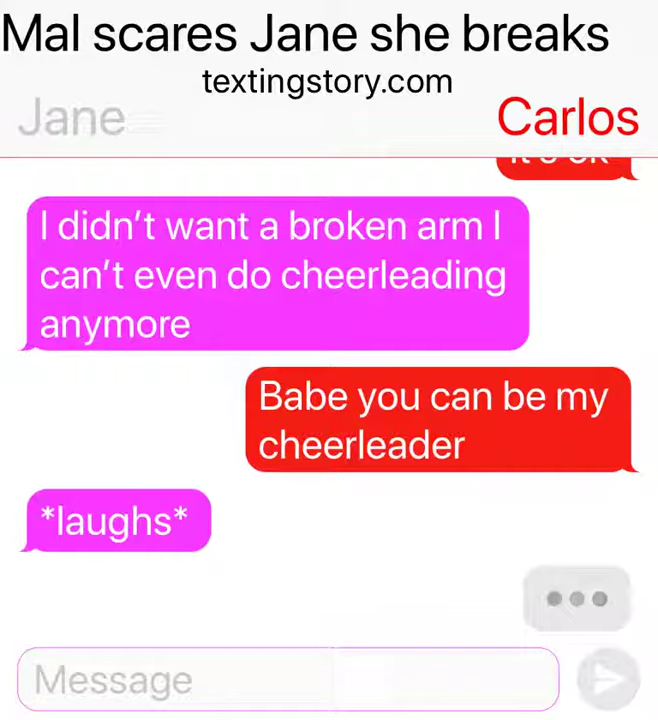 Mal scares Jane she breaks
textingstory.com
Jane
Carlos
I didn't want a broken arm I
can't even do cheerleading
anymore
Babe you can be my
cheerleader
*laughs*
Message